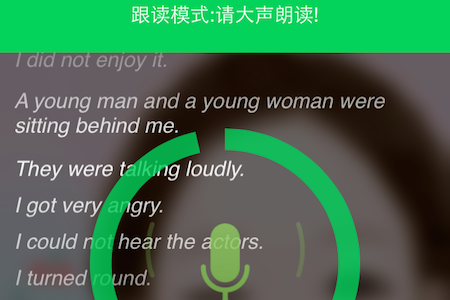 跟读模式:请大声朗读!
I did not enjoy it.
A young man and a young woman were
sitting behind me.
They were talking loudly.
I got very angry.
I could not hear the actors.
I turned round.